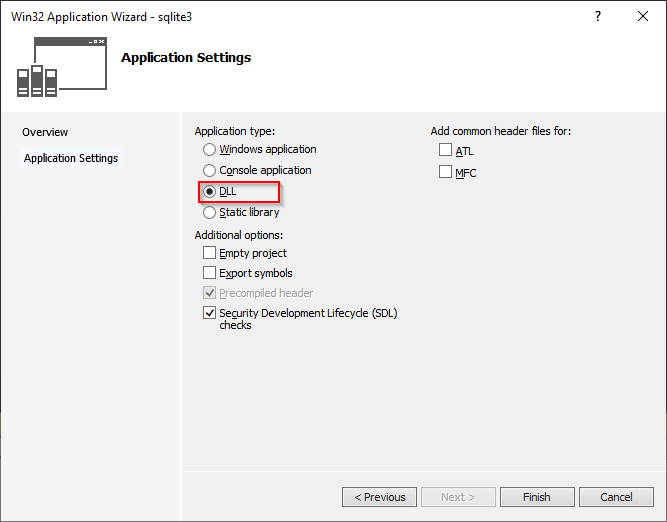 Win32 Application Wizard - sqlite3
?
Application Settings
Overview
Application Settings
Application type:
Windows application
Console application
DLL
Static library
Additional options:
Empty project
Export symbols
Precompiled header
Security Development Lifecycle (SDL)
checks
Add common header files for:
ATL
MFC
< Previous
Next >
Finish
Cancel